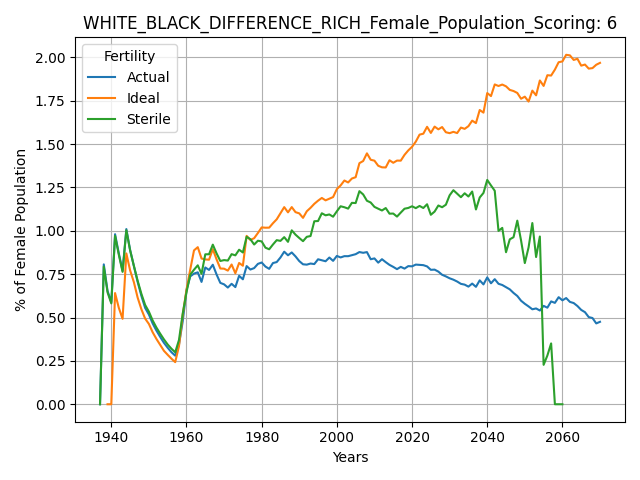 WHITE_BLACK_DIFFERENCE_RICH_Female_Population_Scoring: 6
Fertility
Actual
Ideal
Sterile
% of Female Population
2.00
1.75
1.50
1.25
1.00
0.75
0.50
0.25
0.00
1940 1960 1980 2000 2020 2040 2060
Years